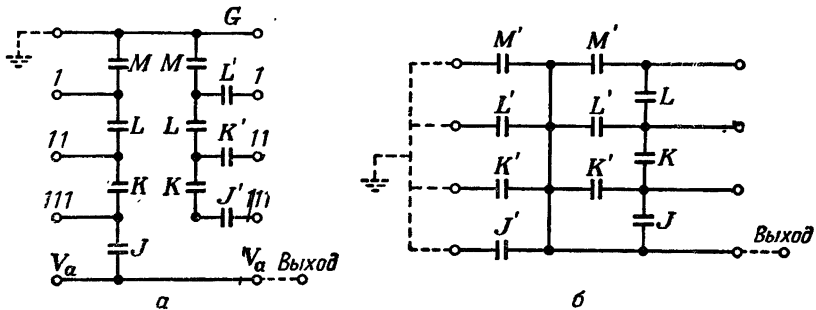 G
M M L'
1 1
L L K'
11 11
K K J'
111 111
J
Vₐ Vₐ Выход
а
M' M'
L
L' L'
K
K' K'
J
J'
Выход
б